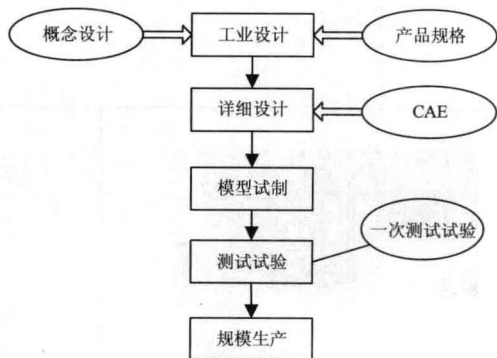 概念设计
工业设计
产品规格
详细设计
CAE
模型试制
一次测试试验
测试试验
规模生产